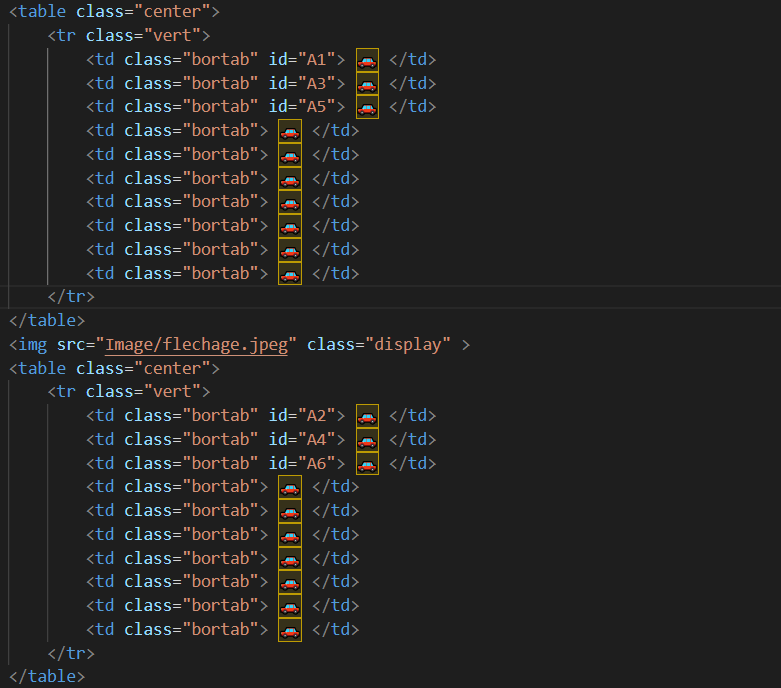 <table class="center">
<tr class="vert">
<td class="bortab" id="A1"> 🚗 </td>
<td class="bortab" id="A3"> 🚗 </td>
<td class="bortab" id="A5"> 🚗 </td>
<td class="bortab"> 🚗 </td>
<td class="bortab"> 🚗 </td>
<td class="bortab"> 🚗 </td>
<td class="bortab"> 🚗 </td>
<td class="bortab"> 🚗 </td>
<td class="bortab"> 🚗 </td>
<td class="bortab"> 🚗 </td>
</tr>
</table>
<img src="Image/flechage.jpeg" class="display" >
<table class="center">
<tr class="vert">
<td class="bortab" id="A2"> 🚗 </td>
<td class="bortab" id="A4"> 🚗 </td>
<td class="bortab" id="A6"> 🚗 </td>
<td class="bortab"> 🚗 </td>
<td class="bortab"> 🚗 </td>
<td class="bortab"> 🚗 </td>
<td class="bortab"> 🚗 </td>
<td class="bortab"> 🚗 </td>
<td class="bortab"> 🚗 </td>
<td class="bortab"> 🚗 </td>
</tr>
</table>